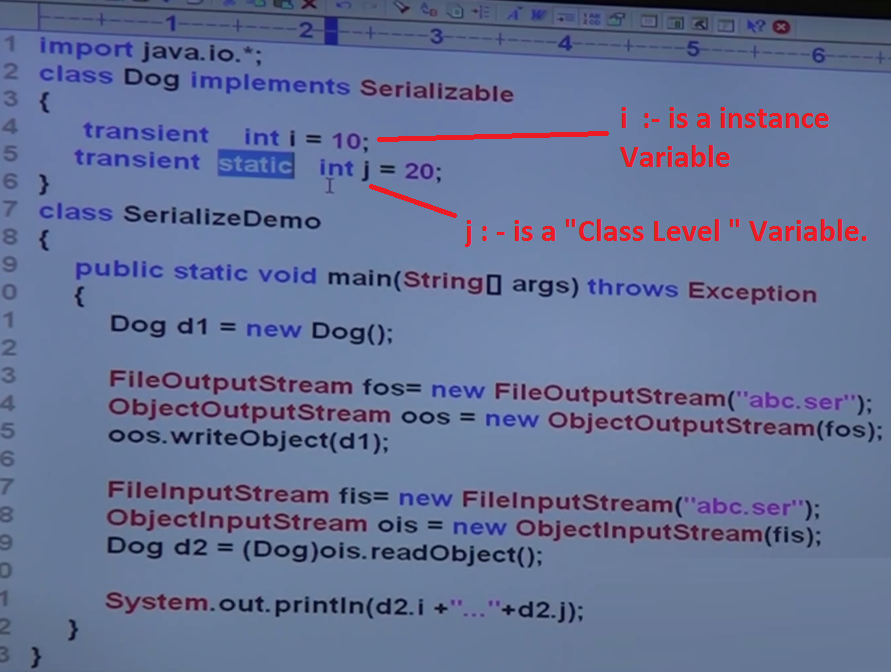 1 2 3 4 5 6
1 import java.io.*;
2 class Dog implements Serializable
3 {
4 transient int i = 10;
5 transient static int j = 20;
6 }
7 class SerializeDemo
8 {
9 public static void main(String[] args) throws Exception
0 {
1 Dog d1 = new Dog();
2
3 FileOutputStream fos= new FileOutputStream("abc.ser");
4 ObjectOutputStream oos = new ObjectOutputStream(fos);
5 oos.writeObject(d1);
6
7 FileInputStream fis= new FileInputStream("abc.ser");
8 ObjectInputStream ois = new ObjectInputStream(fis);
9 Dog d2 = (Dog)ois.readObject();
0
1 System.out.println(d2.i +"..."+d2.j);
2 }
3 }
i :- is a instance
Variable
j : - is a "Class Level " Variable.